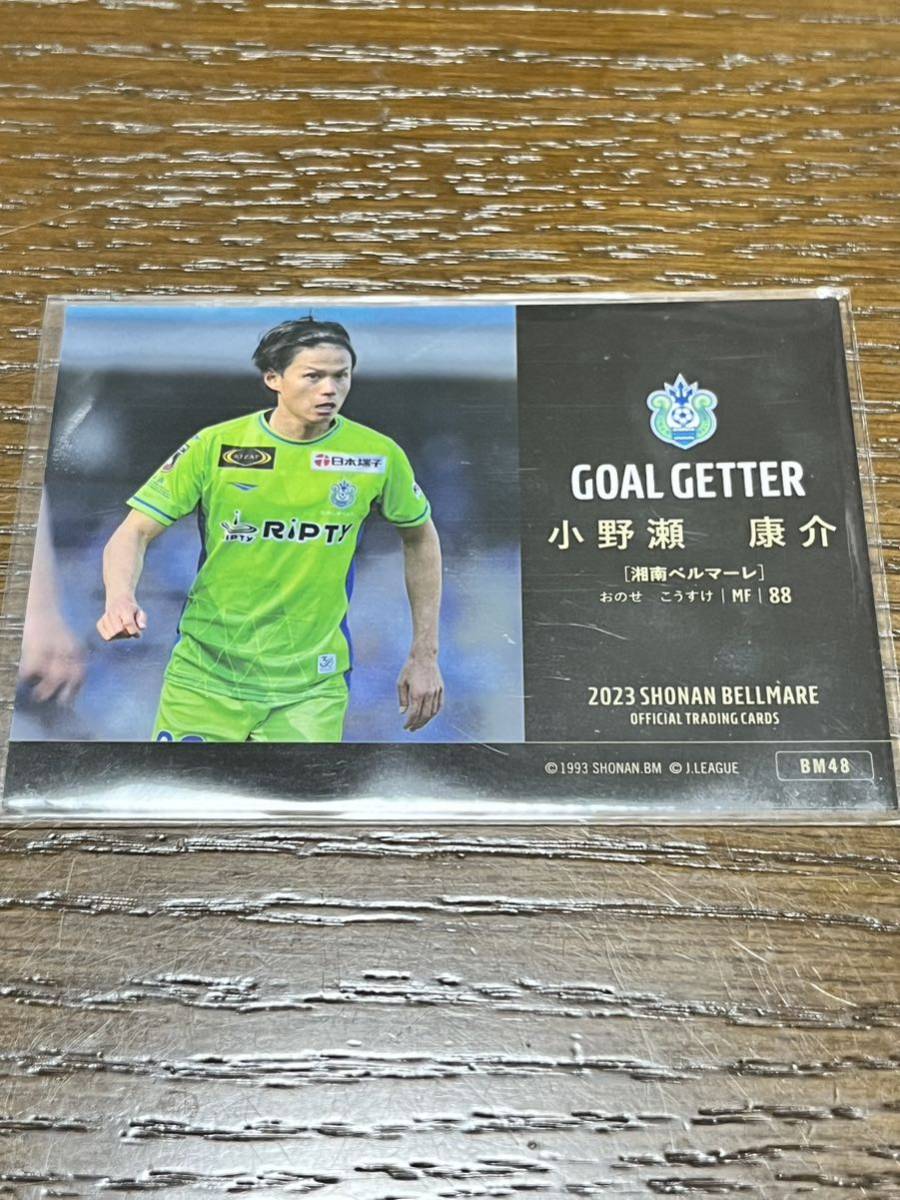 日本端子
RiPTY
GOAL GETTER
小野瀬 康介
[湘南ベルマーレ]
おのせ こうすけ | MF | 88
2023 SHONAN BELLMARE
OFFICIAL TRADING CARDS
© 1993 SHONAN.BM © J.LEAGUE
BM48